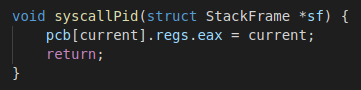 void syscallPid(struct StackFrame *sf) {
    pcb[current].regs.eax = current;
    return;
}